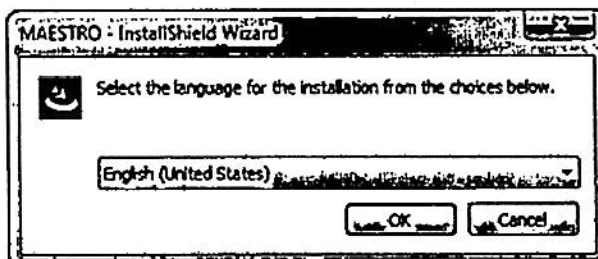 MAESTRO - InstallShield Wizard
Select the language for the installation from the choices below.
English (United States)
OK
Cancel